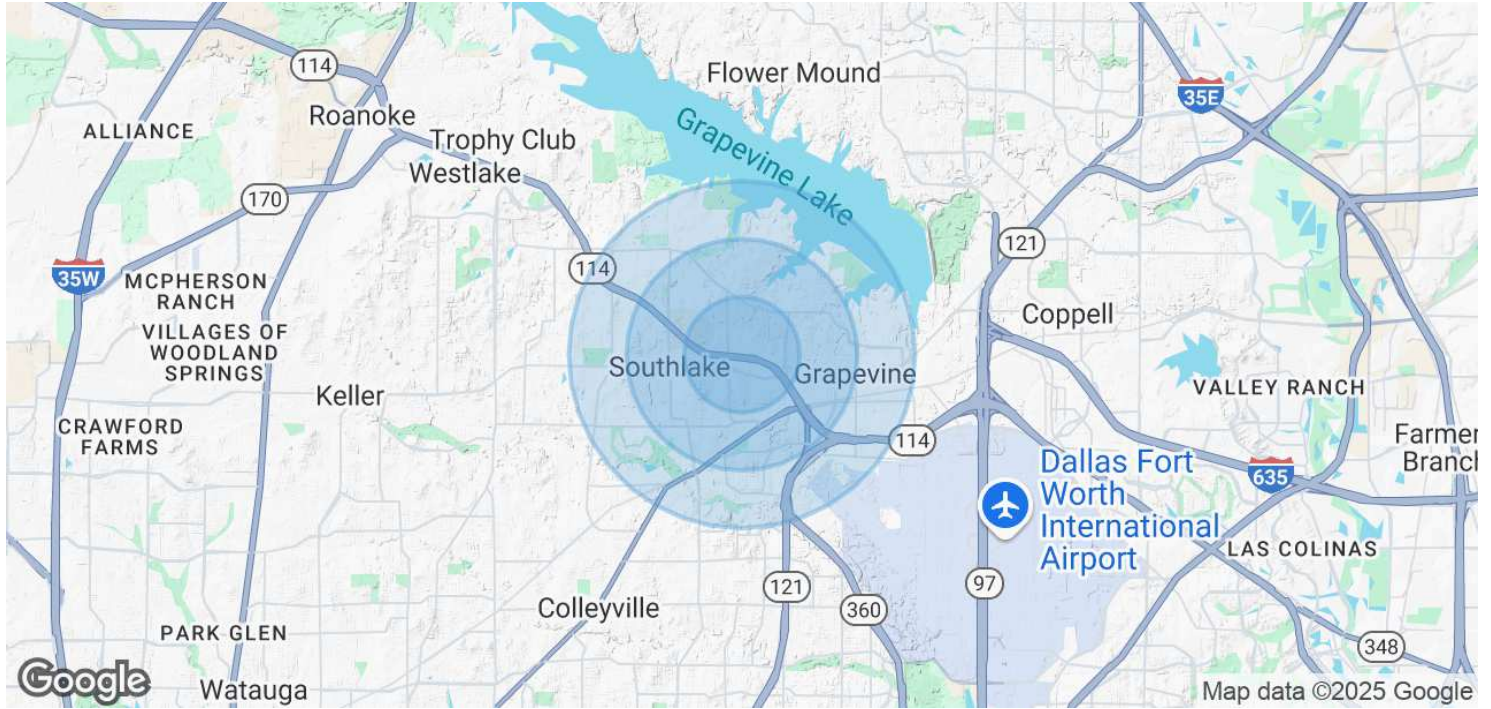 Flower Mound
114
35E
Roanoke
ALLIANCE
Trophy Club
Westlake
Grapevine Lake
170
121
114
35W
MCPHERSON
RANCH
Coppell
VILLAGES OF
WOODLAND
SPRINGS
Southlake
Grapevine
VALLEY RANCH
Keller
CRAWFORD
FARMS
114
Farmer
Branch
635
Dallas Fort
Worth
International
Airport
LAS COLINAS
121
97
360
Colleyville
PARK GLEN
348
Google
Watauga
Map data ©2025 Google